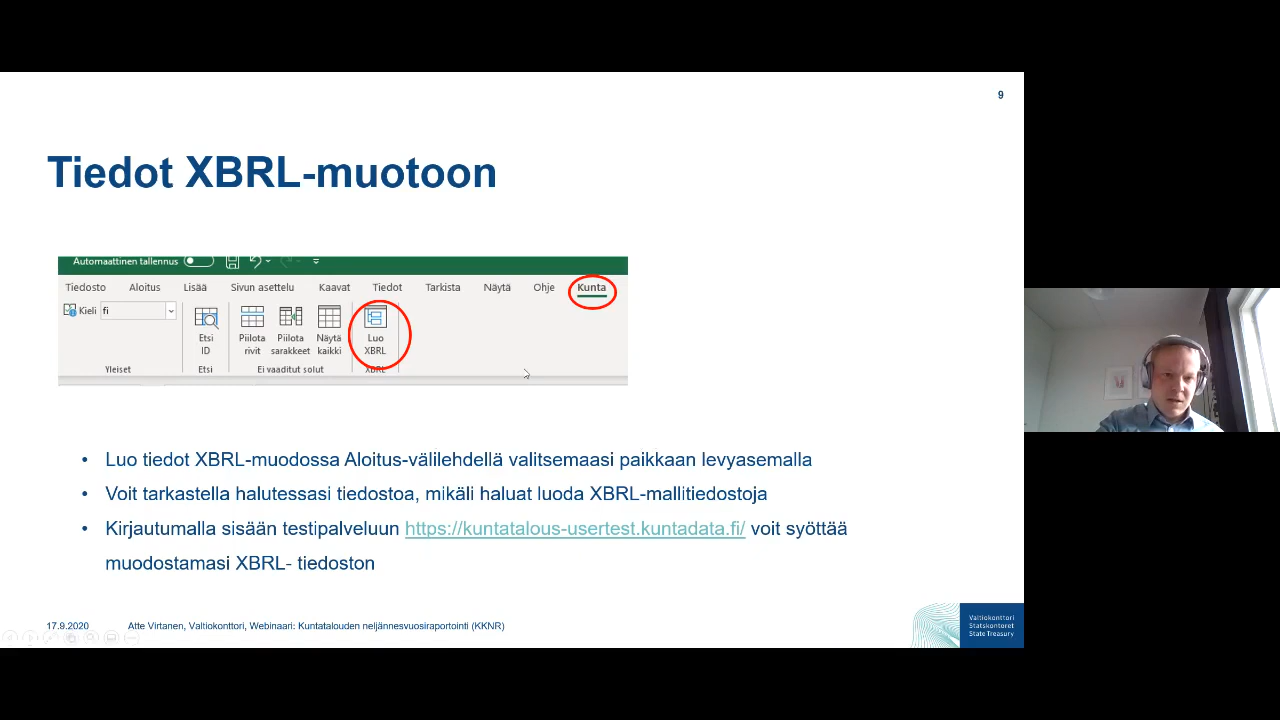 9
Tiedot XBRL-muotoon
Automaattinen tallennus
Tiedosto Aloitus Lisää Sivun asettelu Kaavat Tiedot Tarkista Näytä Ohje Kunta
Kieli fi
Etsi ID
Piilota rivit
Piilota sarakkeet
Näytä kaikki
Luo XBRL
Yleiset Etsi Ei vaaditut solut XBRL
• Luo tiedot XBRL-muodossa Aloitus-välilehdellä valitsemaasi paikkaan levyasemalla
• Voit tarkastella halutessasi tiedostoa, mikäli haluat luoda XBRL-mallitiedostoja
• Kirjautumalla sisään testipalveluun https://kuntatalous-usertest.kuntadata.fi/ voit syöttää
muodostamasi XBRL- tiedoston
17.9.2020 Atte Virtanen, Valtiokonttori, Webinaari: Kuntatalouden neljännesvuosiraportointi (KKNR)
Valtiokonttori
Statskontoret
State Treasury